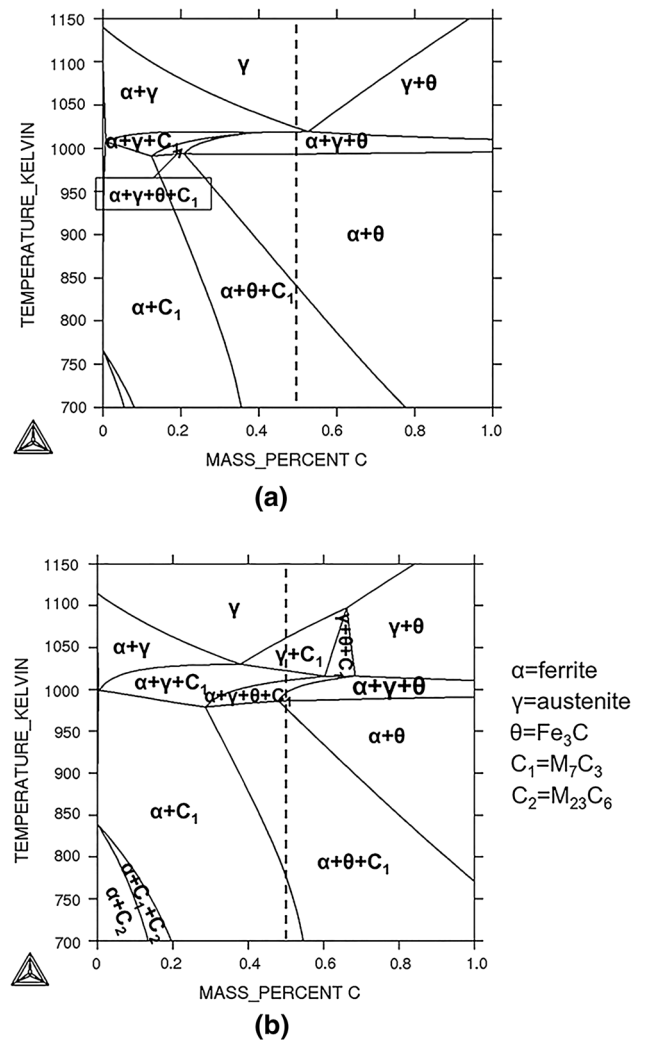 1150
1100
1050
1000
950
900
850
800
750
700
TEMPERATURE_KELVIN
γ
α+γ
γ+θ
α+γ+C1
α+γ+θ
α+γ+θ+C1
α+θ
α+θ+C1
α+C1
0 0.2 0.4 0.6 0.8 1.0
MASS_PERCENT C
(a)
1150
1100
1050
1000
950
900
850
800
750
700
TEMPERATURE_KELVIN
γ
α+γ
γ+C1
γ+θ+C1
γ+θ
α+γ+C1
α+γ+θ+C1
α+γ+θ
α+θ
α+C1
α+θ+C1
α+C1+C2
α+C2
0 0.2 0.4 0.6 0.8 1.0
MASS_PERCENT C
(b)
α=ferrite
γ=austenite
θ=Fe3C
C1=M7C3
C2=M23C6